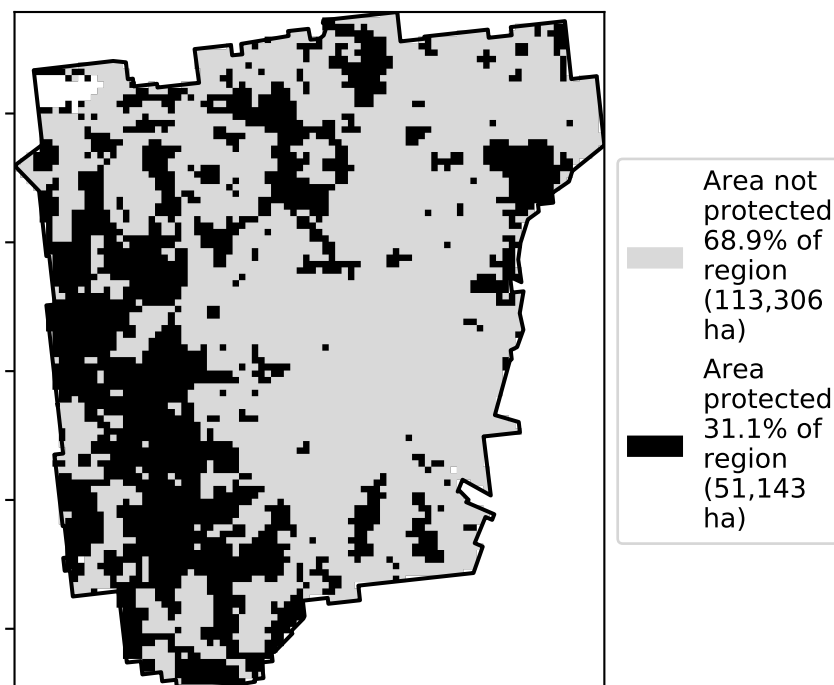 Area not
protected
68.9% of
region
(113,306
ha)
Area
protected
31.1% of
region
(51,143
ha)